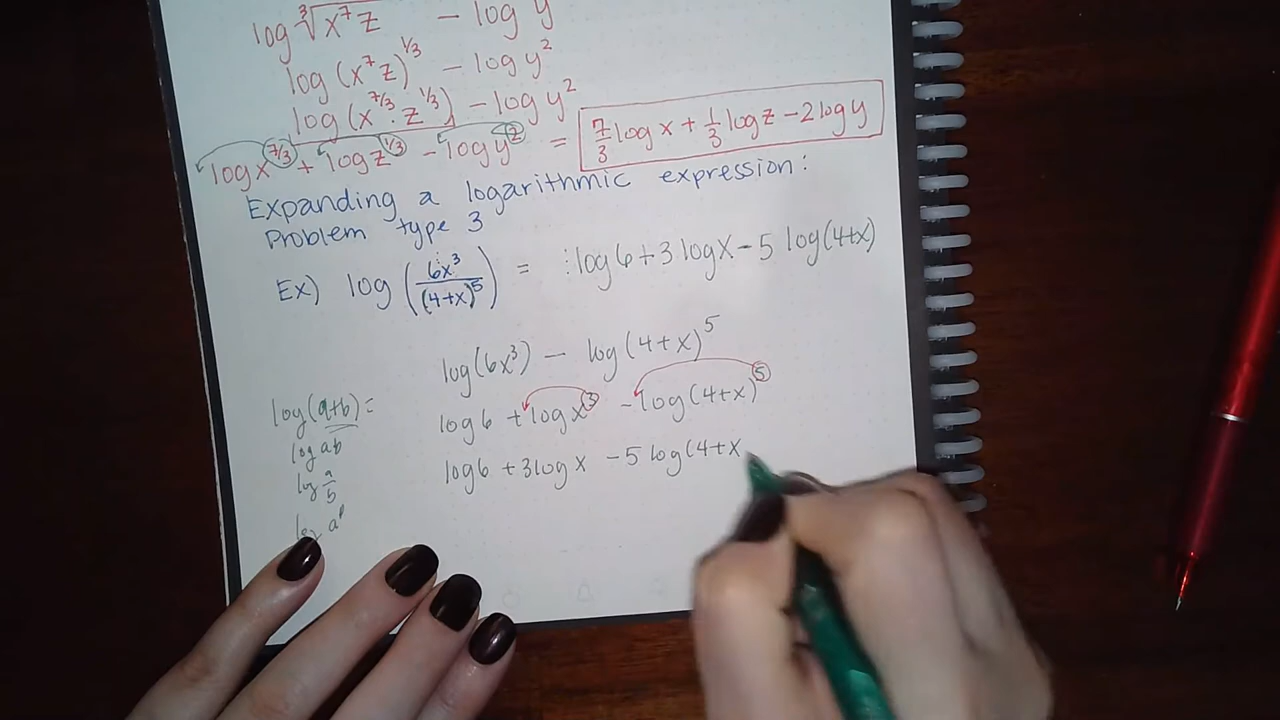 log ∛(x⁷z) − log y
log (x⁷z)^(1/3) − log y²
log (x^(7/3) · z^(1/3)) − log y²
log x^(7/3) + log z^(1/3) − log y² = 7/3 log x + 1/3 log z − 2 log y
Expanding a logarithmic expression:
Problem type 3
Ex) log (6x³/(4+x)⁵) = log 6 + 3 log x − 5 log(4+x)
log(6x³) − log(4+x)⁵
log 6 + log x³ − log(4+x)⁵
log 6 + 3 log x − 5 log(4+x
log(a+b) =
log ab
log a/b
log aᵖ